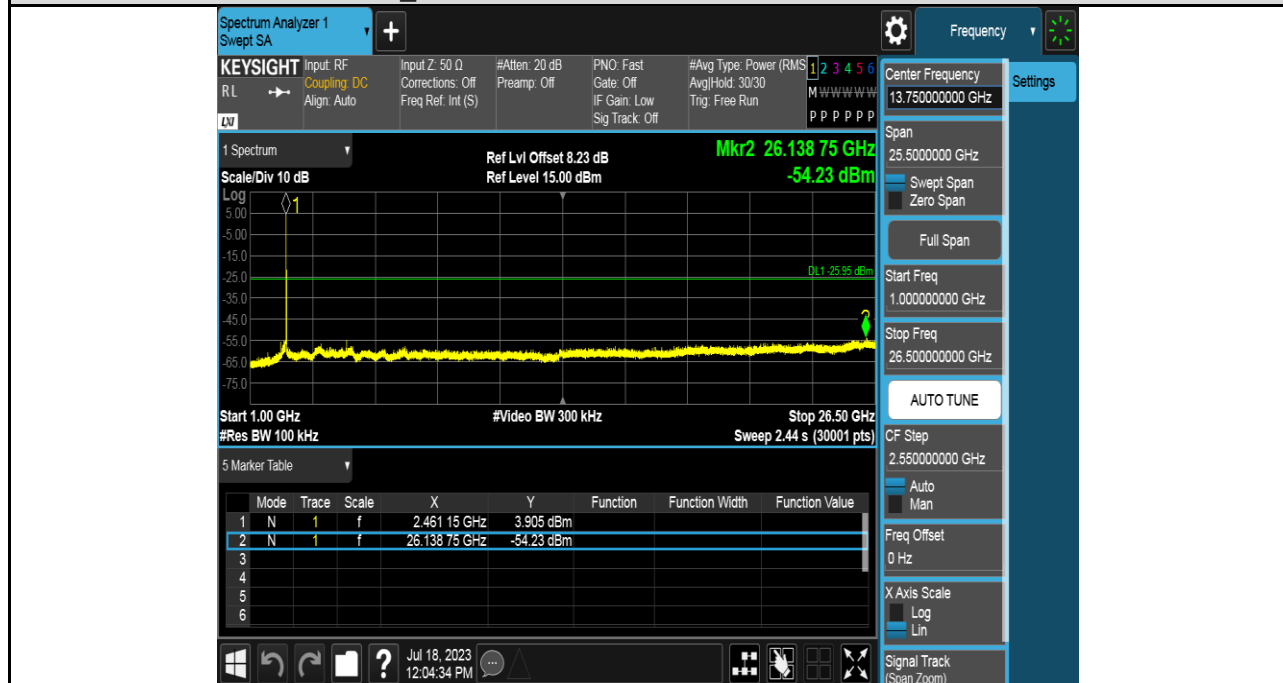 Spectrum Analyzer 1
Swept SA
+
Frequency
KEYSIGHT
RL
LXI
Input: RF
Coupling: DC
Align: Auto
Input Z: 50 Ω
Corrections: Off
Freq Ref: Int (S)
#Atten: 20 dB
Preamp: Off
PNO: Fast
Gate: Off
IF Gain: Low
Sig Track: Off
#Avg Type: Power (RMS
Avg|Hold: 30/30
Trig: Free Run
1 2 3 4 5 6
M W W W W W
P P P P P P
1 Spectrum
Scale/Div 10 dB
Ref Lvl Offset 8.23 dB
Ref Level 15.00 dBm
Mkr2 26.138 75 GHz
-54.23 dBm
Log
1
5.00
-5.00
-15.0
-25.0
DL1 -25.95 dBm
-35.0
-45.0
2
-55.0
-65.0
-75.0
Start 1.00 GHz
#Video BW 300 kHz
Stop 26.50 GHz
#Res BW 100 kHz
Sweep 2.44 s (30001 pts)
5 Marker Table
Mode Trace Scale X Y Function Function Width Function Value
1 N 1 f 2.461 15 GHz 3.905 dBm
2 N 1 f 26.138 75 GHz -54.23 dBm
3
4
5
6
?
Jul 18, 2023
12:04:34 PM
Center Frequency
13.750000000 GHz
Settings
Span
25.5000000 GHz
Swept Span
Zero Span
Full Span
Start Freq
1.000000000 GHz
Stop Freq
26.500000000 GHz
AUTO TUNE
CF Step
2.550000000 GHz
Auto
Man
Freq Offset
0 Hz
X Axis Scale
Log
Lin
Signal Track
(Span Zoom)